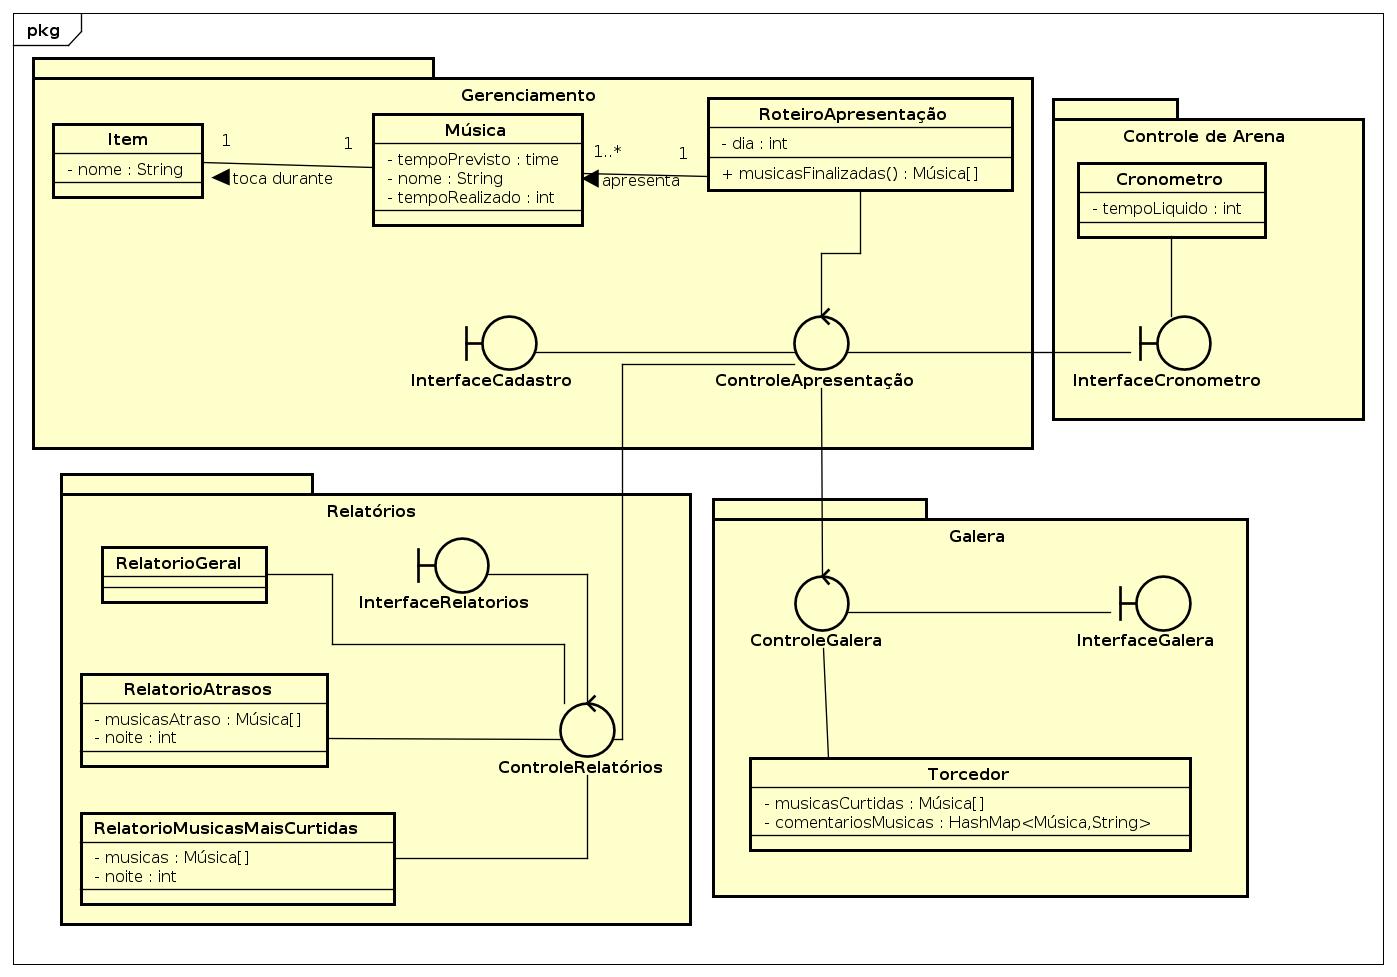 pkg
Gerenciamento
Item
- nome : String
1
1
toca durante
Música
- tempoPrevisto : time
- nome : String
- tempoRealizado : int
1..*
1
apresenta
RoteiroApresentação
- dia : int
+ musicasFinalizadas() : Música[]
InterfaceCadastro
ControleApresentação
Controle de Arena
Cronometro
- tempoLiquido : int
InterfaceCronometro
Relatórios
RelatorioGeral
InterfaceRelatorios
RelatorioAtrasos
- musicasAtraso : Música[]
- noite : int
ControleRelatórios
RelatorioMusicasMaisCurtidas
- musicas : Música[]
- noite : int
Galera
ControleGalera
InterfaceGalera
Torcedor
- musicasCurtidas : Música[]
- comentariosMusicas : HashMap<Música,String>